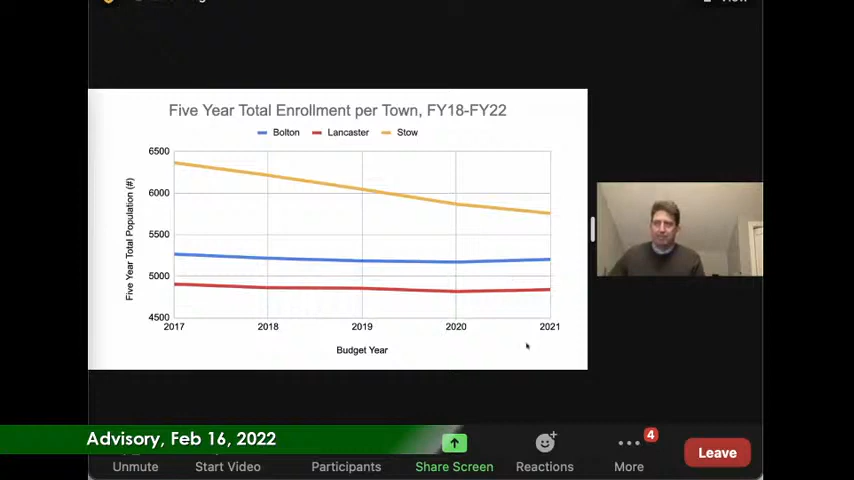 Five Year Total Enrollment per Town, FY18-FY22
Bolton Lancaster Stow
Five Year Total Population (#)
6500
6000
5500
5000
4500
2017 2018 2019 2020 2021
Budget Year
Advisory, Feb 16, 2022
4
Leave
Unmute Start Video Participants Share Screen Reactions More